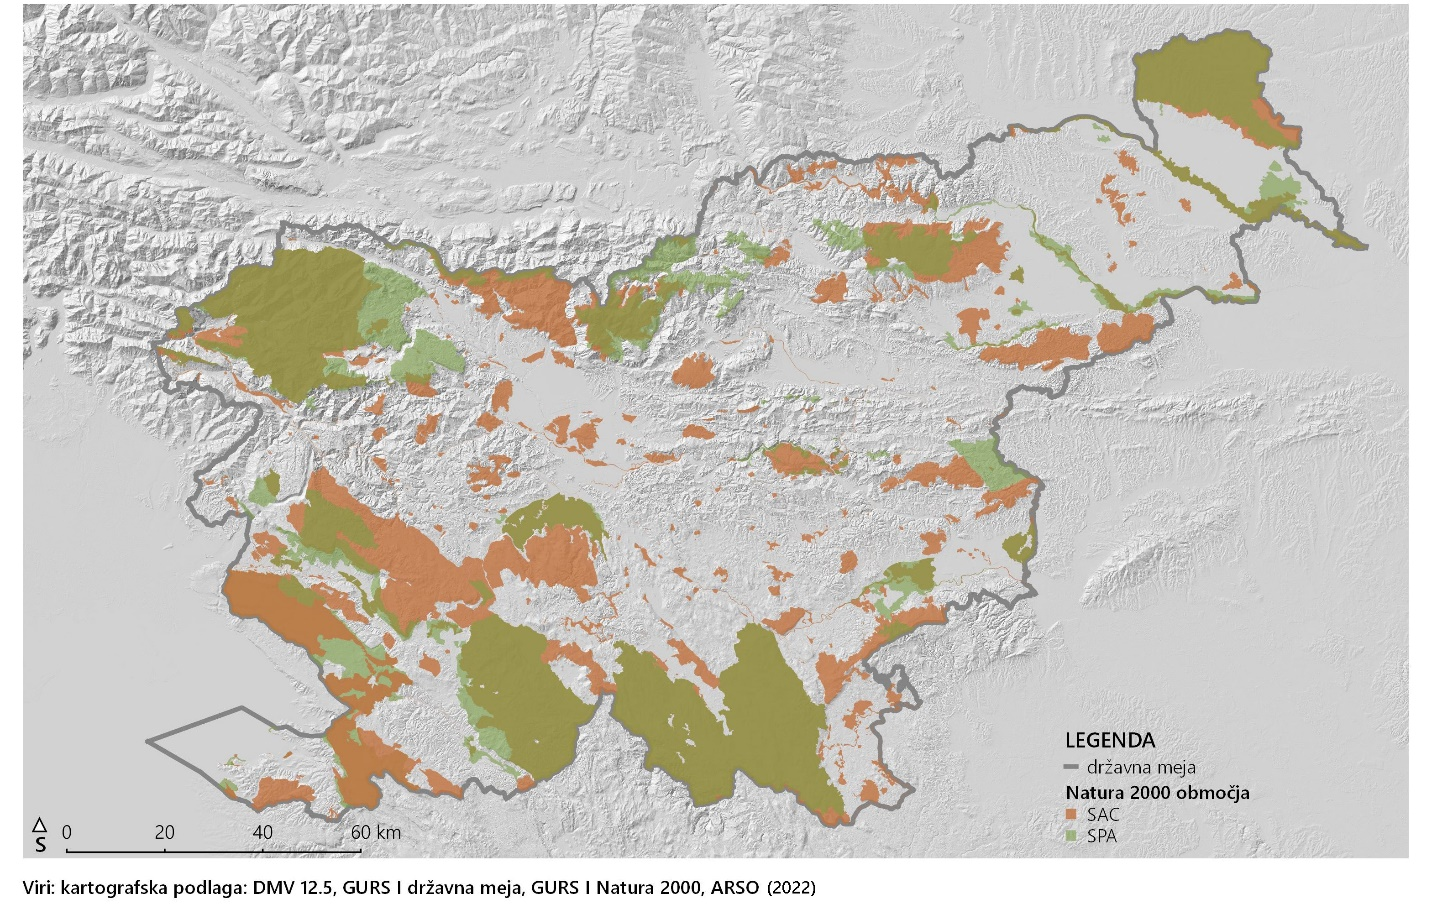 LEGENDA
državna meja
Natura 2000 območja
SAC
SPA
S
0 20 40 60 km
Viri: kartografska podlaga: DMV 12.5, GURS I državna meja, GURS I Natura 2000, ARSO (2022)